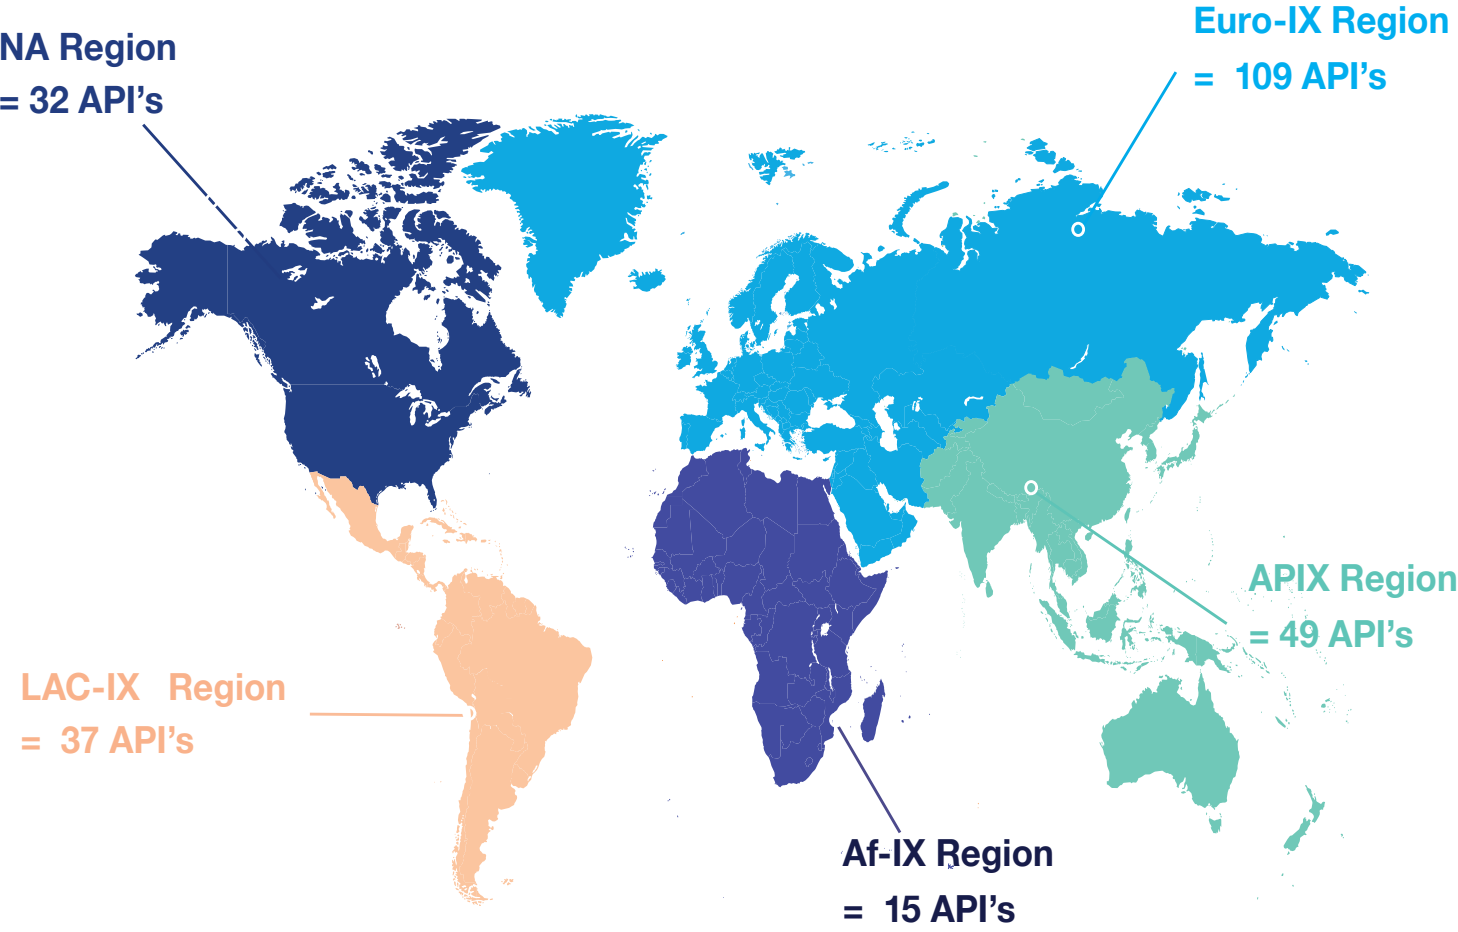 NA Region
= 32 API’s
Euro-IX Region
= 109 API’s
APIX Region
= 49 API’s
LAC-IX Region
= 37 API’s
Af-IX Region
= 15 API’s